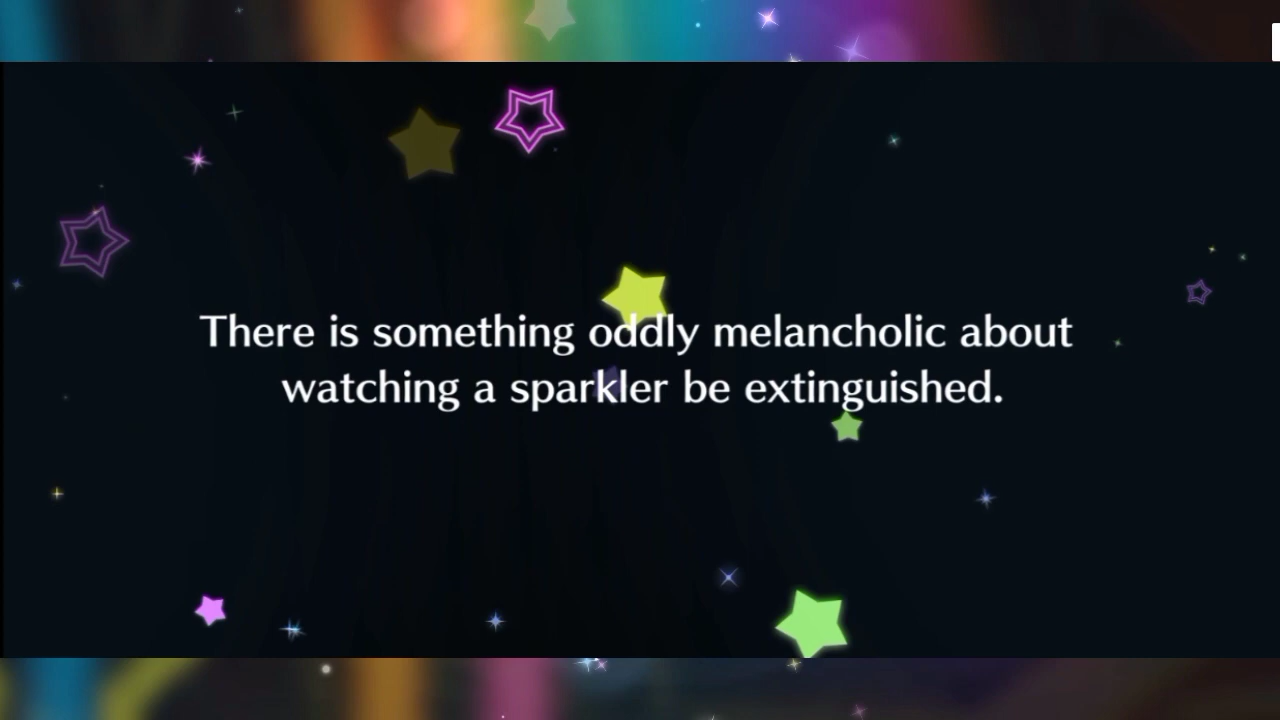 There is something oddly melancholic about
watching a sparkler be extinguished.